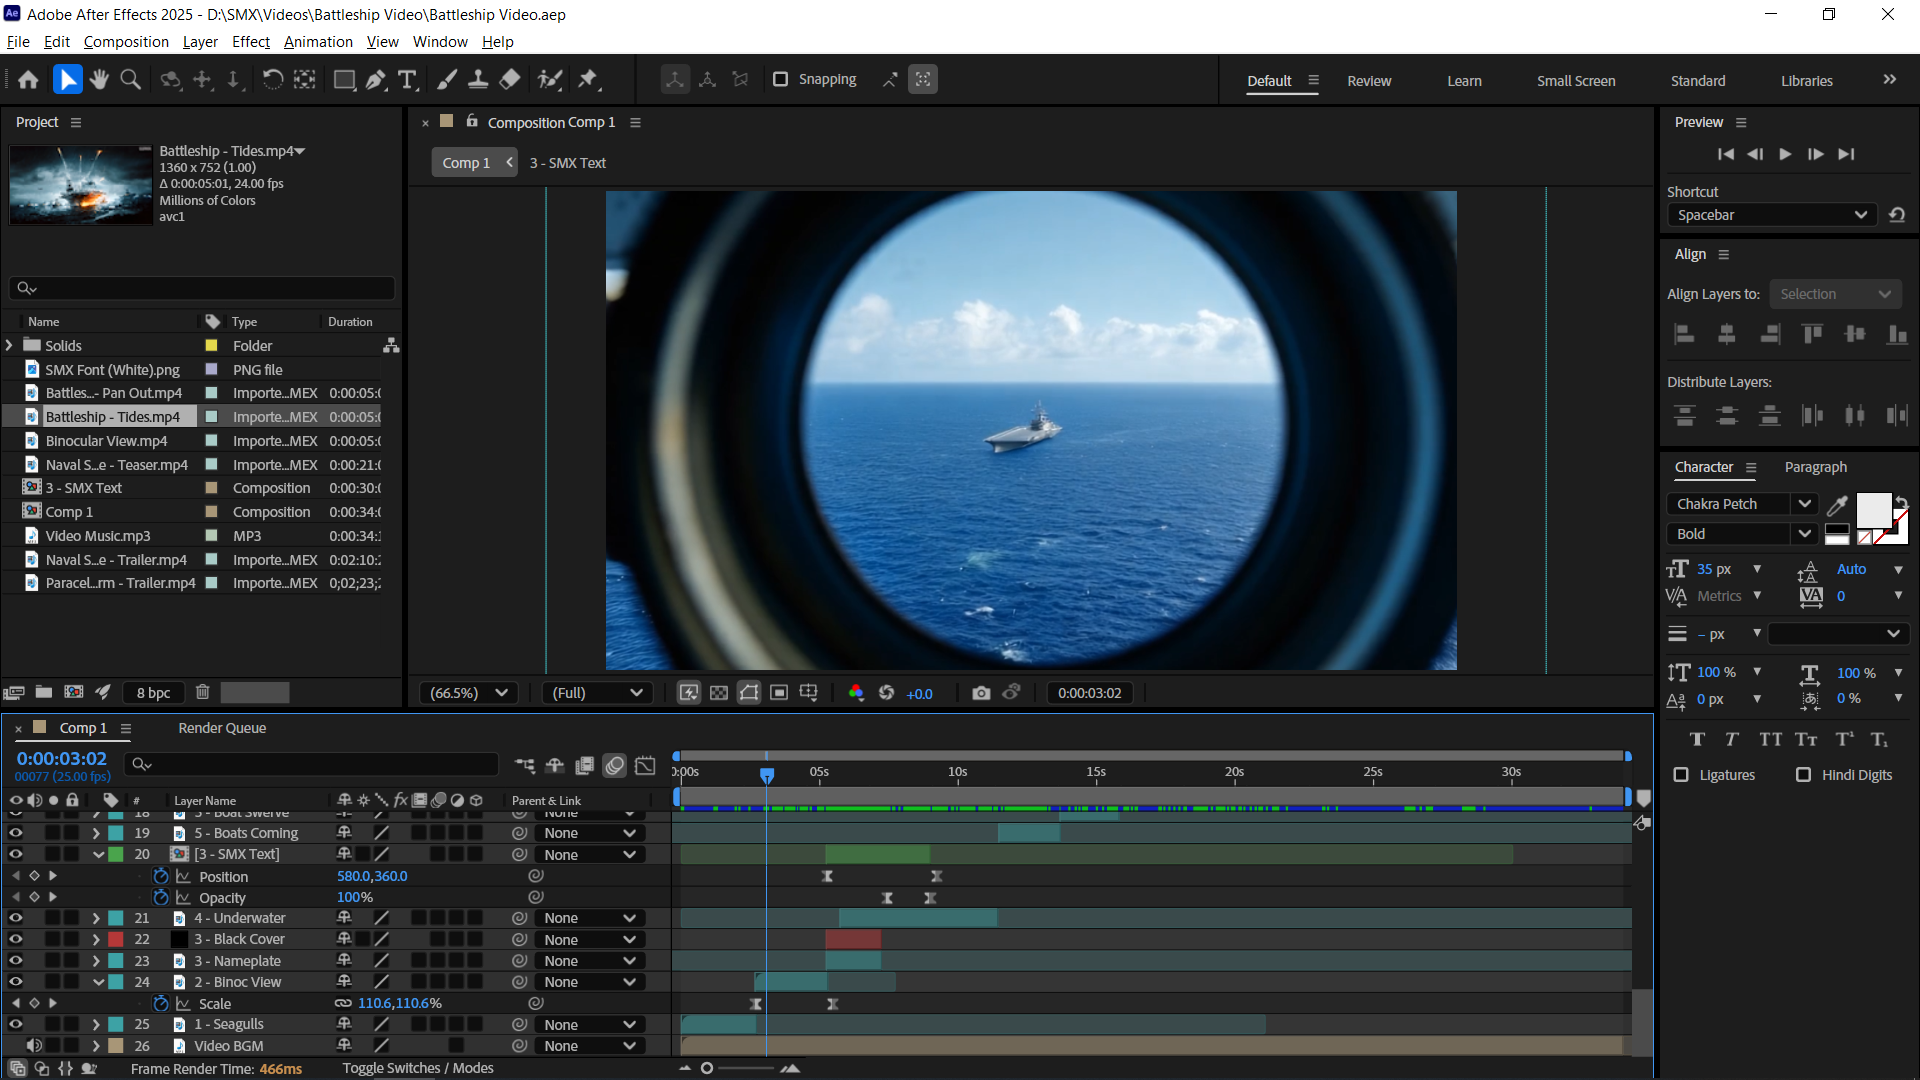 Adobe After Effects 2025 - D:\SMX\Videos\Battleship Video\Battleship Video.aep
File Edit Composition Layer Effect Animation View Window Help
Snapping
Default Review Learn Small Screen Standard Libraries
Project
Battleship - Tides.mp4
1360 x 752 (1.00)
Δ 0:00:05:01, 24.00 fps
Millions of Colors
avc1
Name Type Duration
Solids Folder
SMX Font (White).png PNG file
Battles...- Pan Out.mp4 Importe...MEX 0:00:05:
Battleship - Tides.mp4 Importe...MEX 0:00:05:
Binocular View.mp4 Importe...MEX 0:00:05:
Naval S...e - Teaser.mp4 Importe...MEX 0:00:21:
3 - SMX Text Composition 0:00:30:
Comp 1 Composition 0:00:34:
Video Music.mp3 MP3 0:00:34:
Naval S...e - Trailer.mp4 Importe...MEX 0:02:10:
Paracel...rm - Trailer.mp4 Importe...MEX 0;02;23;
8 bpc
Composition Comp 1
Comp 1 3 - SMX Text
(66.5%) (Full) +0.0 0:00:03:02
Preview
Shortcut
Spacebar
Align
Align Layers to: Selection
Distribute Layers:
Character Paragraph
Chakra Petch
Bold
35 px Auto
Metrics 0
- px
100 % 100 %
0 px 0 %
T T TT Tt T¹ T₁
Ligatures Hindi Digits
Comp 1 Render Queue
0:00:03:02
00077 (25.00 fps)
0:00s 05s 10s 15s 20s 25s 30s
# Layer Name Parent & Link
18 5 - Boat Swerve None
19 5 - Boats Coming None
20 [3 - SMX Text] None
Position 580.0,360.0
Opacity 100%
21 4 - Underwater None
22 3 - Black Cover None
23 3 - Nameplate None
24 2 - Binoc View None
Scale 110.6,110.6%
25 1 - Seagulls None
26 Video BGM None
Frame Render Time: 466ms Toggle Switches / Modes